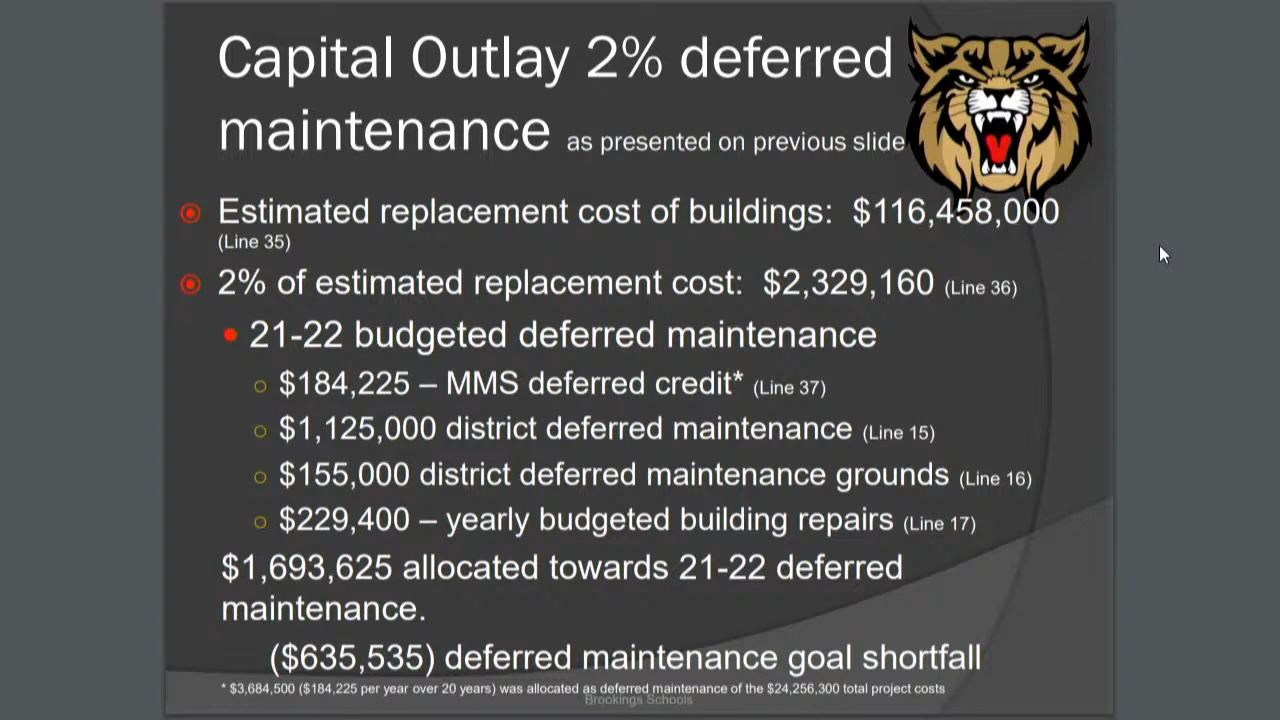 Capital Outlay 2% deferred
maintenance as presented on previous slide
Estimated replacement cost of buildings: $116,458,000
(Line 35)
2% of estimated replacement cost: $2,329,160 (Line 36)
21-22 budgeted deferred maintenance
$184,225 – MMS deferred credit* (Line 37)
$1,125,000 district deferred maintenance (Line 15)
$155,000 district deferred maintenance grounds (Line 16)
$229,400 – yearly budgeted building repairs (Line 17)
$1,693,625 allocated towards 21-22 deferred
maintenance.
($635,535) deferred maintenance goal shortfall
* $3,684,500 ($184,225 per year over 20 years) was allocated as deferred maintenance of the $24,256,300 total project costs
Brookings Schools